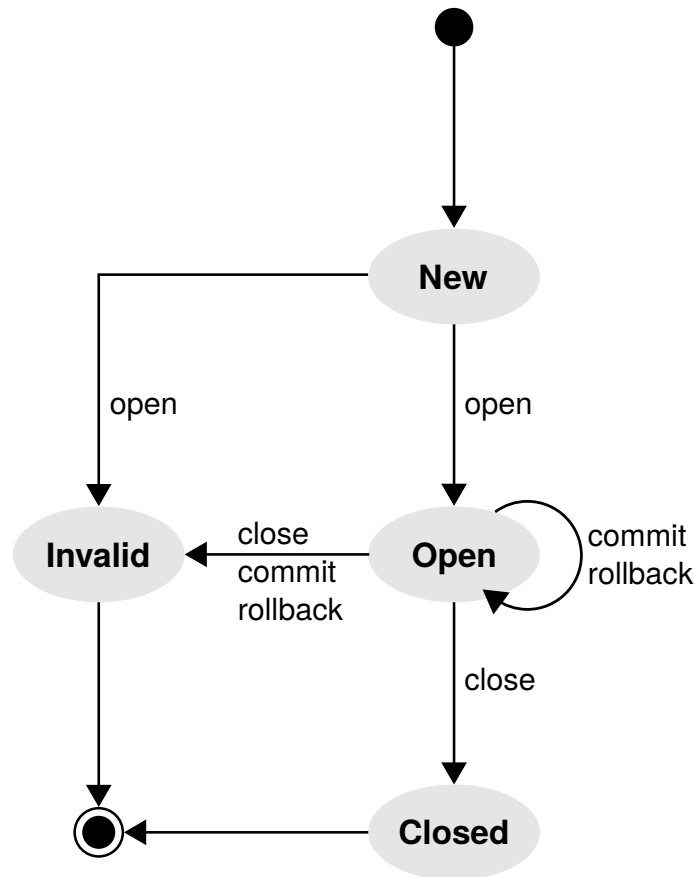 New
open
open
Invalid
close
commit
rollback
Open
commit
rollback
close
Closed